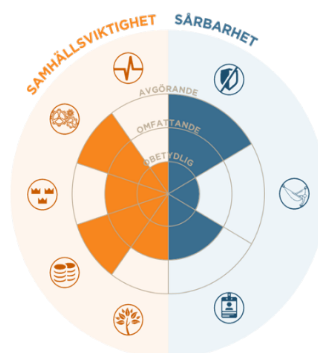 SAMHÄLLSVIKTIGHET
SÅRBARHET
AVGÖRANDE
OMFATTANDE
OBETYDLIG